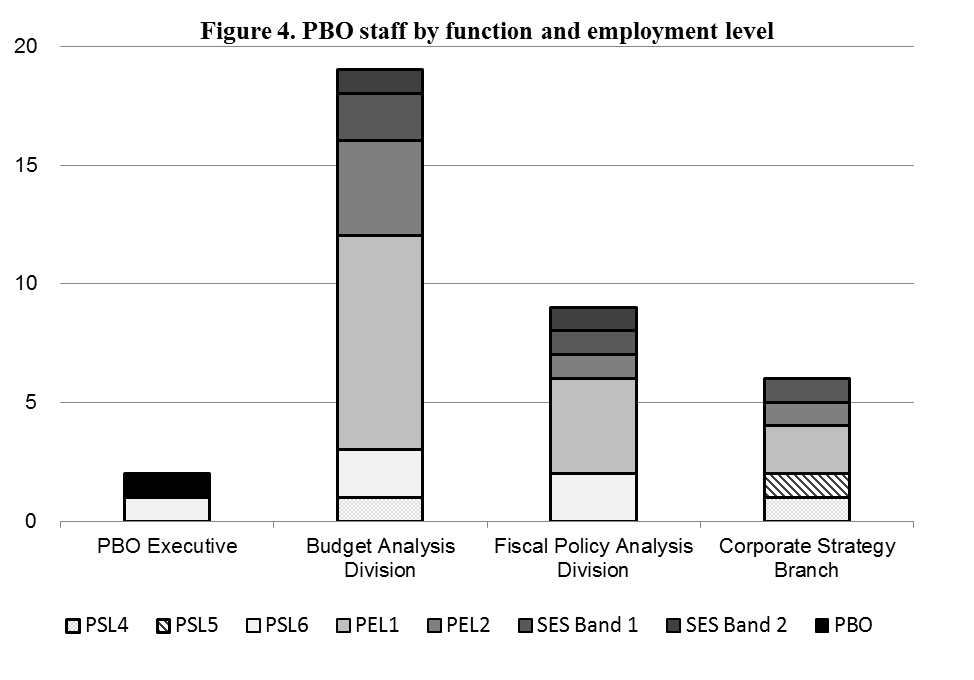 Figure 4. PBO staff by function and employment level
20
15
10
5
0
PBO Executive
Budget Analysis
Division
Fiscal Policy Analysis
Division
Corporate Strategy
Branch
PSL4 PSL5 PSL6 PEL1 PEL2 SES Band 1 SES Band 2 PBO